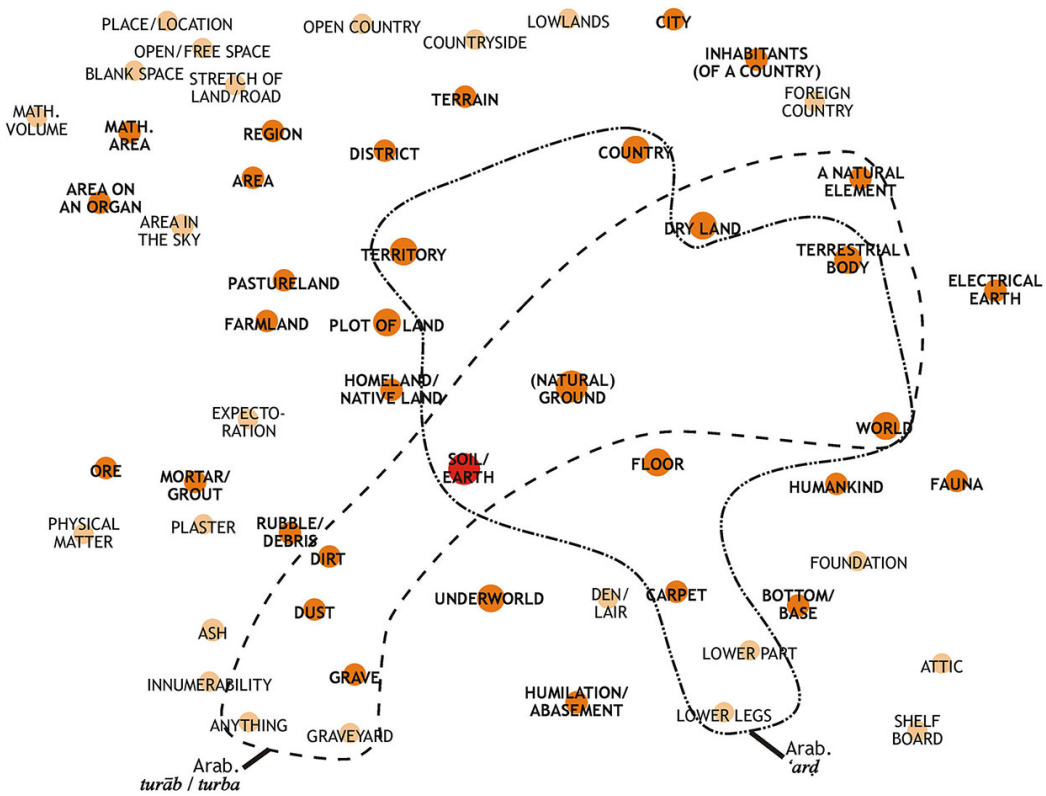 PLACE/LOCATION
OPEN COUNTRY
LOWLANDS
CITY
OPEN/FREE SPACE
COUNTRYSIDE
BLANK SPACE
INHABITANTS
(OF A COUNTRY)
STRETCH OF
LAND/ROAD
TERRAIN
FOREIGN
COUNTRY
MATH.
VOLUME
MATH.
AREA
REGION
DISTRICT
COUNTRY
AREA
A NATURAL
ELEMENT
AREA ON
AN ORGAN
AREA IN
THE SKY
DRY LAND
TERRITORY
TERRESTRIAL
BODY
PASTURELAND
ELECTRICAL
EARTH
FARMLAND
PLOT OF LAND
HOMELAND/
NATIVE LAND
(NATURAL)
GROUND
EXPECTO-
RATION
WORLD
ORE
MORTAR/
GROUT
SOIL/
EARTH
FLOOR
HUMANKIND
FAUNA
PHYSICAL
MATTER
PLASTER
RUBBLE/
DEBRIS
DIRT
FOUNDATION
DUST
UNDERWORLD
DEN/
LAIR
CARPET
BOTTOM/
BASE
ASH
LOWER PART
ATTIC
INNUMERABILITY
GRAVE
HUMILATION/
ABASEMENT
LOWER LEGS
ANYTHING
GRAVEYARD
SHELF
BOARD
Arab.
turāb / turba
Arab.
ʿarḍ